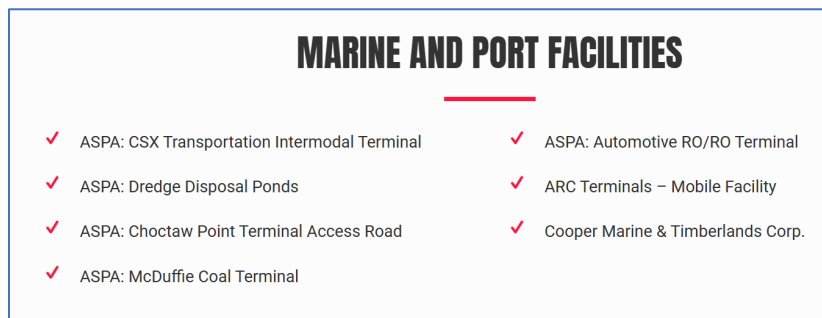 MARINE AND PORT FACILITIES
ASPA: CSX Transportation Intermodal Terminal
ASPA: Dredge Disposal Ponds
ASPA: Choctaw Point Terminal Access Road
ASPA: McDuffie Coal Terminal
ASPA: Automotive RO/RO Terminal
ARC Terminals – Mobile Facility
Cooper Marine & Timberlands Corp.